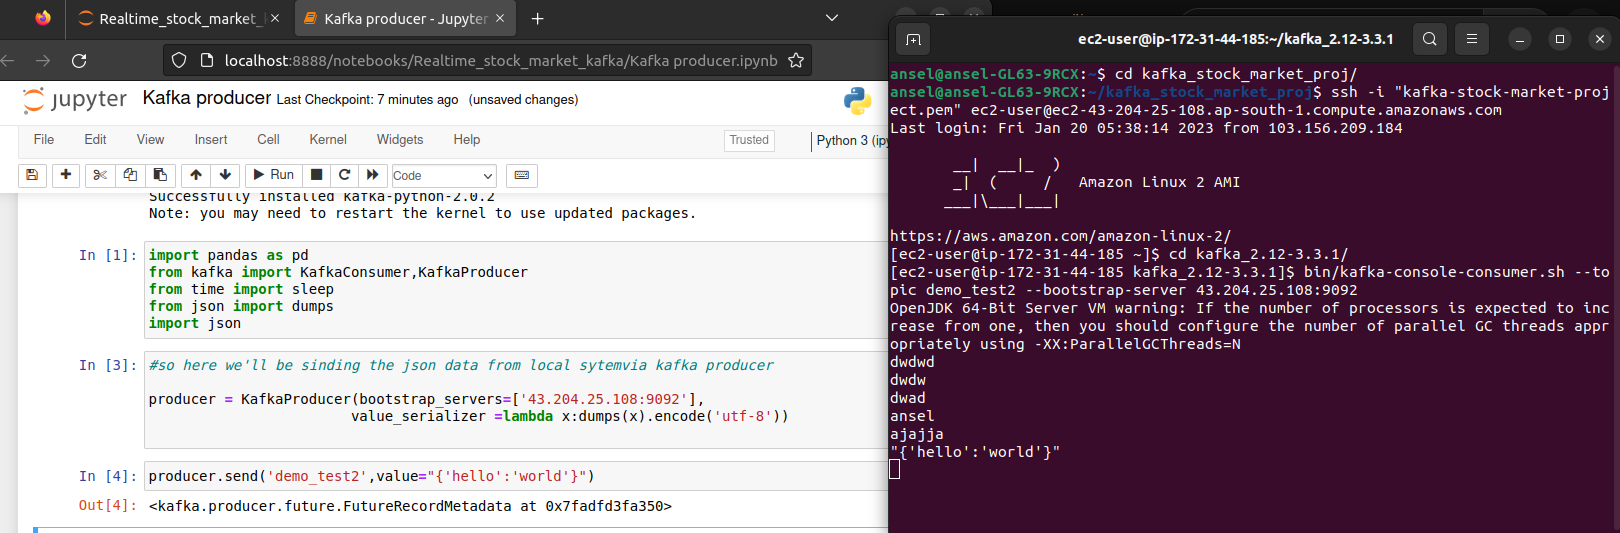 Realtime_stock_market_
Kafka producer - Jupyter
localhost:8888/notebooks/Realtime_stock_market_kafka/Kafka producer.ipynb
jupyter Kafka producer Last Checkpoint: 7 minutes ago (unsaved changes)
File Edit View Insert Cell Kernel Widgets Help Trusted Python 3 (ipy
Run Code
Successfully installed kafka-python-2.0.2
Note: you may need to restart the kernel to use updated packages.
In [1]: import pandas as pd
from kafka import KafkaConsumer,KafkaProducer
from time import sleep
from json import dumps
import json
In [3]: #so here we'll be sinding the json data from local sytemvia kafka producer
producer = KafkaProducer(bootstrap_servers=['43.204.25.108:9092'],
value_serializer =lambda x:dumps(x).encode('utf-8'))
In [4]: producer.send('demo_test2',value="{'hello':'world'}")
Out[4]: <kafka.producer.future.FutureRecordMetadata at 0x7fadfd3fa350>
ec2-user@ip-172-31-44-185:~/kafka_2.12-3.3.1
ansel@ansel-GL63-9RCX:~$ cd kafka_stock_market_proj/
ansel@ansel-GL63-9RCX:~/kafka_stock_market_proj$ ssh -i "kafka-stock-market-proj
ect.pem" ec2-user@ec2-43-204-25-108.ap-south-1.compute.amazonaws.com
Last login: Fri Jan 20 05:38:14 2023 from 103.156.209.184
__|  __|_  )
_|  (     /   Amazon Linux 2 AMI
___|\___|___|
https://aws.amazon.com/amazon-linux-2/
[ec2-user@ip-172-31-44-185 ~]$ cd kafka_2.12-3.3.1/
[ec2-user@ip-172-31-44-185 kafka_2.12-3.3.1]$ bin/kafka-console-consumer.sh --to
pic demo_test2 --bootstrap-server 43.204.25.108:9092
OpenJDK 64-Bit Server VM warning: If the number of processors is expected to inc
rease from one, then you should configure the number of parallel GC threads appr
opriately using -XX:ParallelGCThreads=N
dwdwd
dwdw
dwad
ansel
ajajja
"{'hello':'world'}"